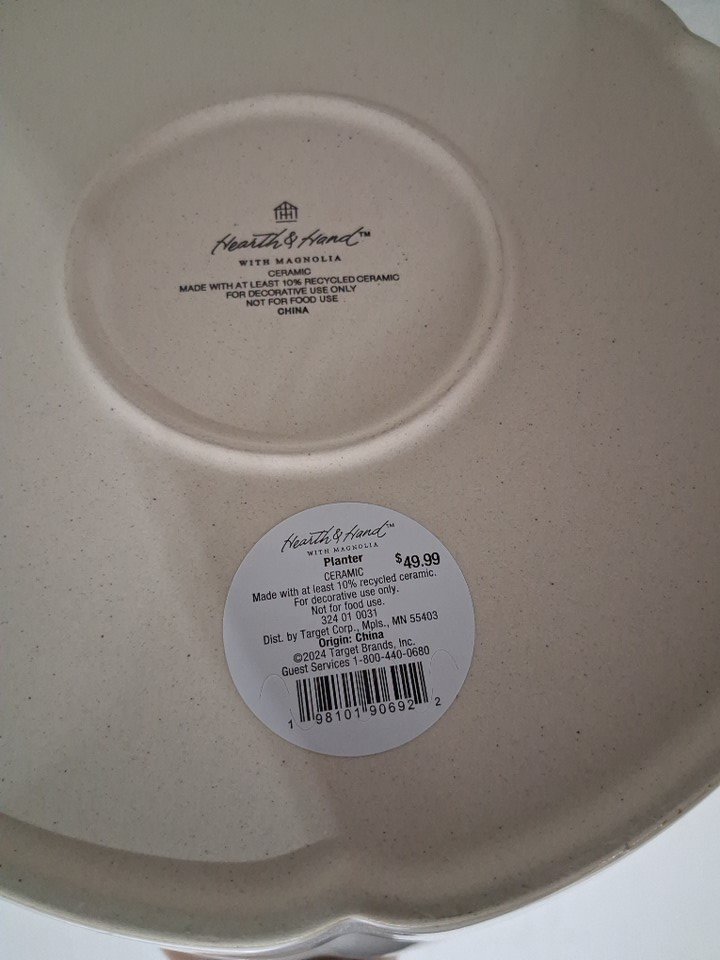 Hearth & Hand™
WITH MAGNOLIA
CERAMIC
MADE WITH AT LEAST 10% RECYCLED CERAMIC
FOR DECORATIVE USE ONLY
NOT FOR FOOD USE
CHINA
Hearth & Hand™
WITH MAGNOLIA
Planter $49.99
CERAMIC
Made with at least 10% recycled ceramic.
For decorative use only.
Not for food use.
324 01 0031
Dist. by Target Corp., Mpls., MN 55403
Origin: China
©2024 Target Brands, Inc.
Guest Services 1-800-440-0680
1 98101 90692 2